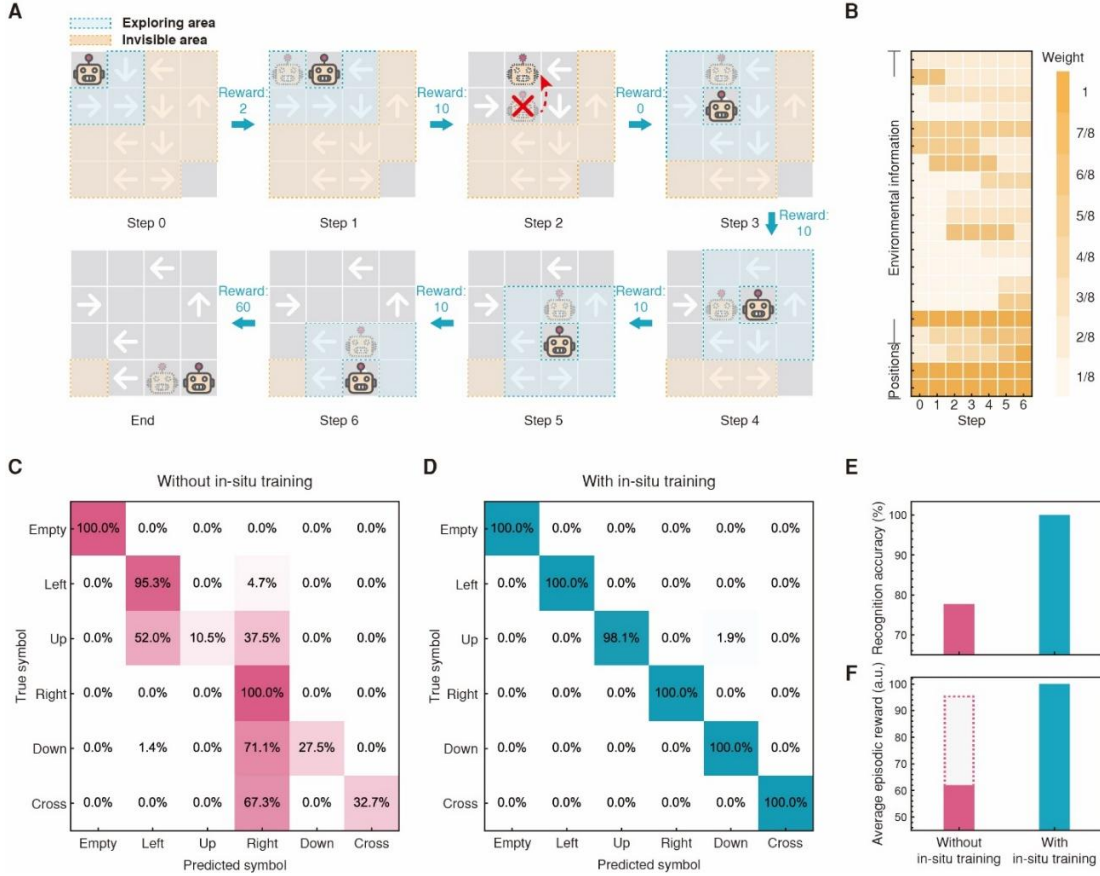 A
Exploring area
Invisible area
Reward:
2
Reward:
10
Reward:
0
Step 0
Step 1
Step 2
Step 3
Reward:
10
Reward:
60
Reward:
10
Reward:
10
End
Step 6
Step 5
Step 4
B
Weight
1
7/8
6/8
5/8
4/8
3/8
2/8
1/8
Environmental information
Positions
0 1 2 3 4 5 6
Step
C
Without in-situ training
True symbol
Empty 100.0% 0.0% 0.0% 0.0% 0.0% 0.0%
Left 0.0% 95.3% 0.0% 4.7% 0.0% 0.0%
Up 0.0% 52.0% 10.5% 37.5% 0.0% 0.0%
Right 0.0% 0.0% 0.0% 100.0% 0.0% 0.0%
Down 0.0% 1.4% 0.0% 71.1% 27.5% 0.0%
Cross 0.0% 0.0% 0.0% 67.3% 0.0% 32.7%
Empty Left Up Right Down Cross
Predicted symbol
D
With in-situ training
True symbol
Empty 100.0% 0.0% 0.0% 0.0% 0.0% 0.0%
Left 0.0% 100.0% 0.0% 0.0% 0.0% 0.0%
Up 0.0% 0.0% 98.1% 0.0% 1.9% 0.0%
Right 0.0% 0.0% 0.0% 100.0% 0.0% 0.0%
Down 0.0% 0.0% 0.0% 0.0% 100.0% 0.0%
Cross 0.0% 0.0% 0.0% 0.0% 0.0% 100.0%
Empty Left Up Right Down Cross
Predicted symbol
E
Recognition accuracy (%)
100
90
80
70
F
Average episodic reward (a.u.)
100
90
80
70
60
50
Without
in-situ training
With
in-situ training